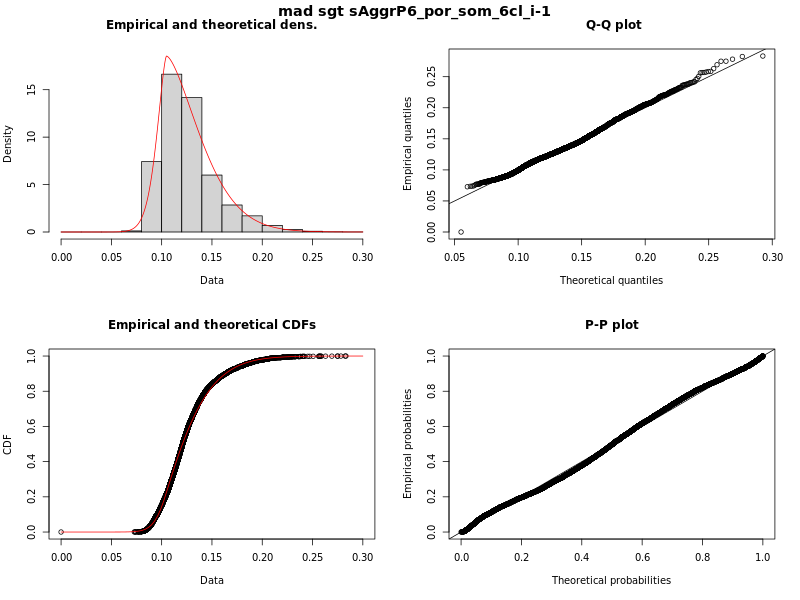 mad sgt sAggrP6_por_som_6cl_i-1
Empirical and theoretical dens.
Density
0 5 10 15
0.00 0.05 0.10 0.15 0.20 0.25 0.30
Data
Q-Q plot
Empirical quantiles
0.00 0.05 0.10 0.15 0.20 0.25
0.05 0.10 0.15 0.20 0.25 0.30
Theoretical quantiles
Empirical and theoretical CDFs
CDF
0.0 0.2 0.4 0.6 0.8 1.0
0.00 0.05 0.10 0.15 0.20 0.25 0.30
Data
P-P plot
Empirical probabilities
0.0 0.2 0.4 0.6 0.8 1.0
0.0 0.2 0.4 0.6 0.8 1.0
Theoretical probabilities